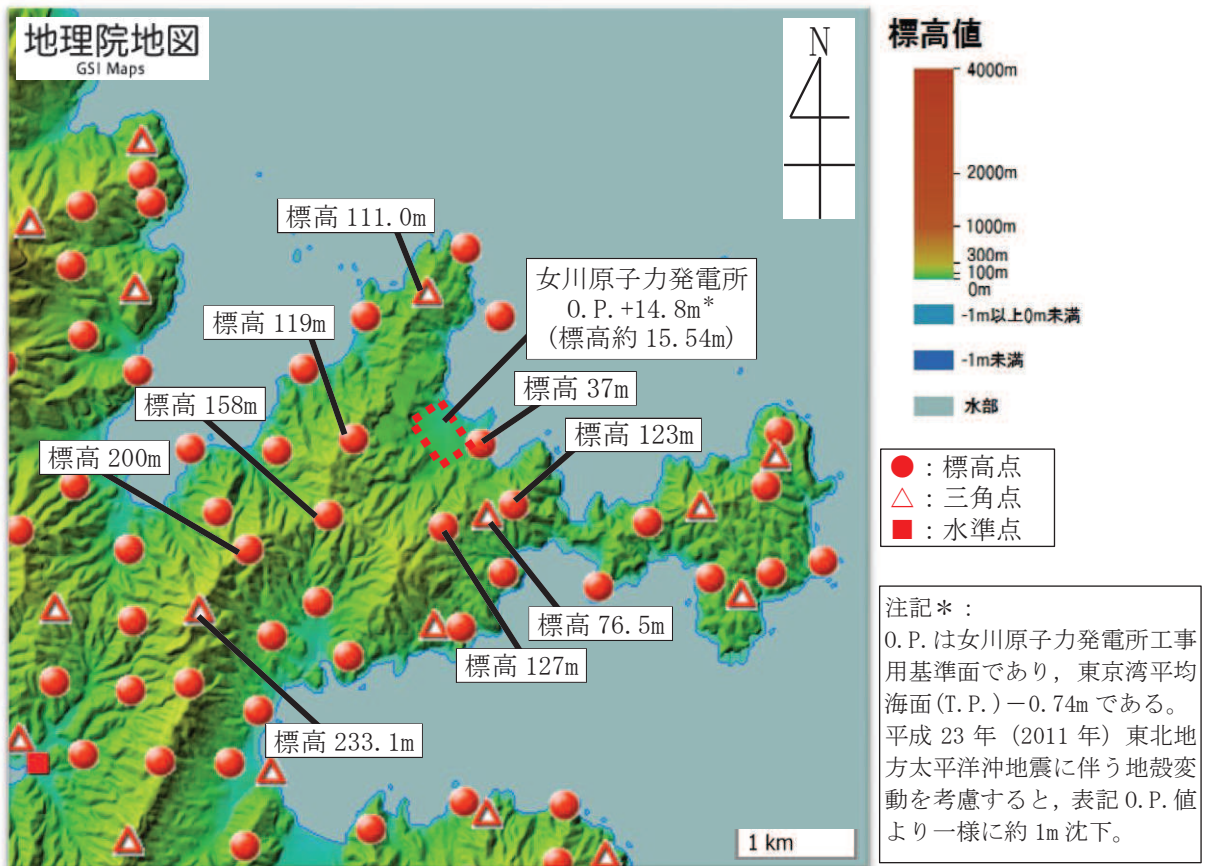 地理院地図
GSI Maps
N
標高 111.0m
女川原子力発電所
O.P.+14.8m*
(標高約 15.54m)
標高 119m
標高 37m
標高 158m
標高 123m
標高 200m
標高 76.5m
標高 127m
標高 233.1m
1 km
標高値
4000m
2000m
1000m
300m
100m
0m
-1m以上0m未満
-1m未満
水部
●：標高点
△：三角点
■：水準点
注記＊：
O.P.は女川原子力発電所工事
用基準面であり，東京湾平均
海面(T.P.)－0.74m である。
平成 23 年（2011 年）東北地
方太平洋沖地震に伴う地殻変
動を考慮すると，表記 O.P.値
より一様に約 1m 沈下。